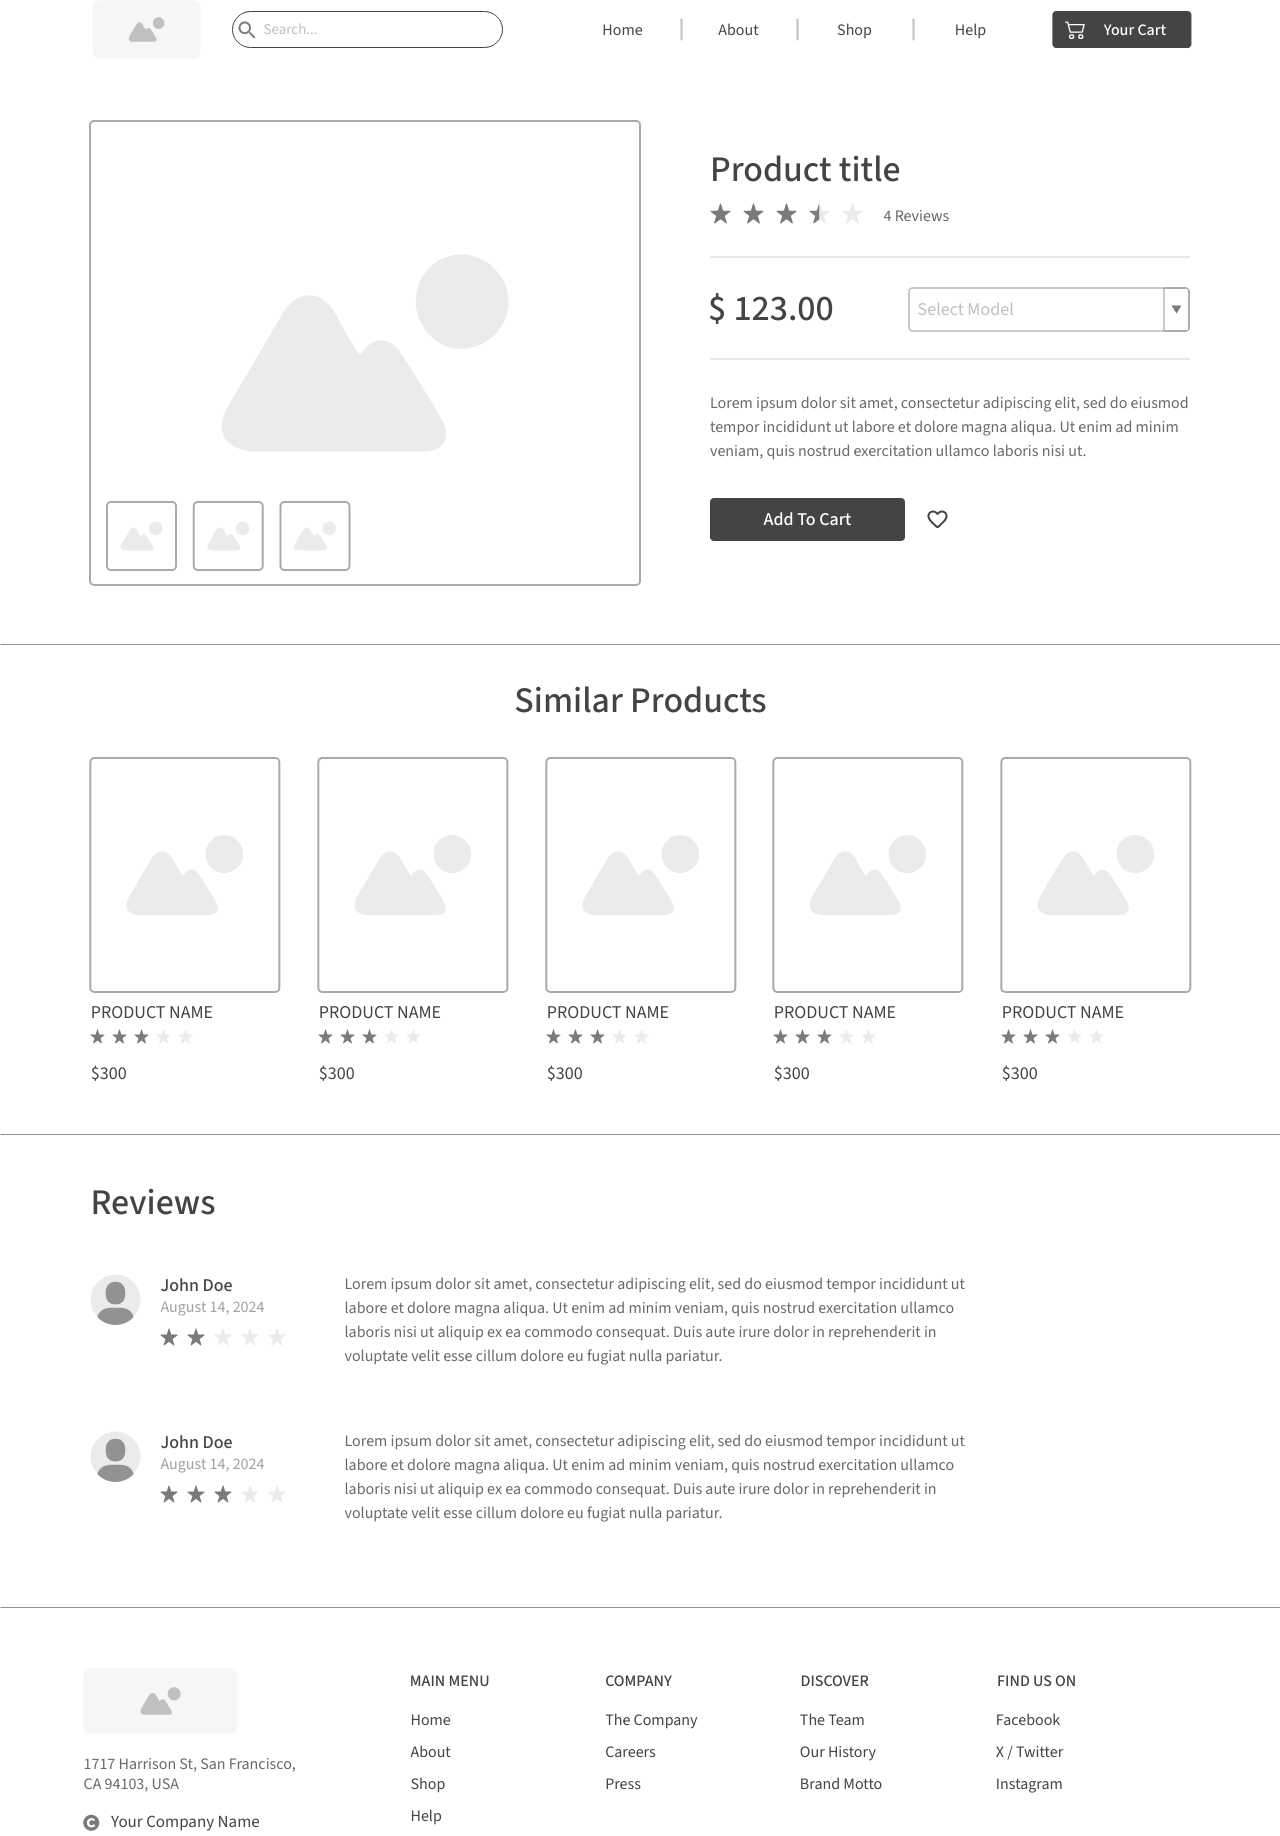 Search...
Home
About
Shop
Help
Your Cart
Product title
4 Reviews
$ 123.00
Select Model
Lorem ipsum dolor sit amet, consectetur adipiscing elit, sed do eiusmod
tempor incididunt ut labore et dolore magna aliqua. Ut enim ad minim
veniam, quis nostrud exercitation ullamco laboris nisi ut.
Add To Cart
Similar Products
PRODUCT NAME
$300
PRODUCT NAME
$300
PRODUCT NAME
$300
PRODUCT NAME
$300
PRODUCT NAME
$300
Reviews
John Doe
August 14, 2024
Lorem ipsum dolor sit amet, consectetur adipiscing elit, sed do eiusmod tempor incididunt ut
labore et dolore magna aliqua. Ut enim ad minim veniam, quis nostrud exercitation ullamco
laboris nisi ut aliquip ex ea commodo consequat. Duis aute irure dolor in reprehenderit in
voluptate velit esse cillum dolore eu fugiat nulla pariatur.
John Doe
August 14, 2024
Lorem ipsum dolor sit amet, consectetur adipiscing elit, sed do eiusmod tempor incididunt ut
labore et dolore magna aliqua. Ut enim ad minim veniam, quis nostrud exercitation ullamco
laboris nisi ut aliquip ex ea commodo consequat. Duis aute irure dolor in reprehenderit in
voluptate velit esse cillum dolore eu fugiat nulla pariatur.
1717 Harrison St, San Francisco,
CA 94103, USA
© Your Company Name
MAIN MENU
Home
About
Shop
Help
COMPANY
The Company
Careers
Press
DISCOVER
The Team
Our History
Brand Motto
FIND US ON
Facebook
X / Twitter
Instagram